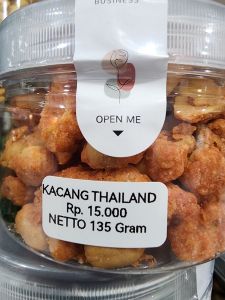 BUSINESS
OPEN ME
KACANG THAILAND
Rp. 15.000
NETTO 135 Gram